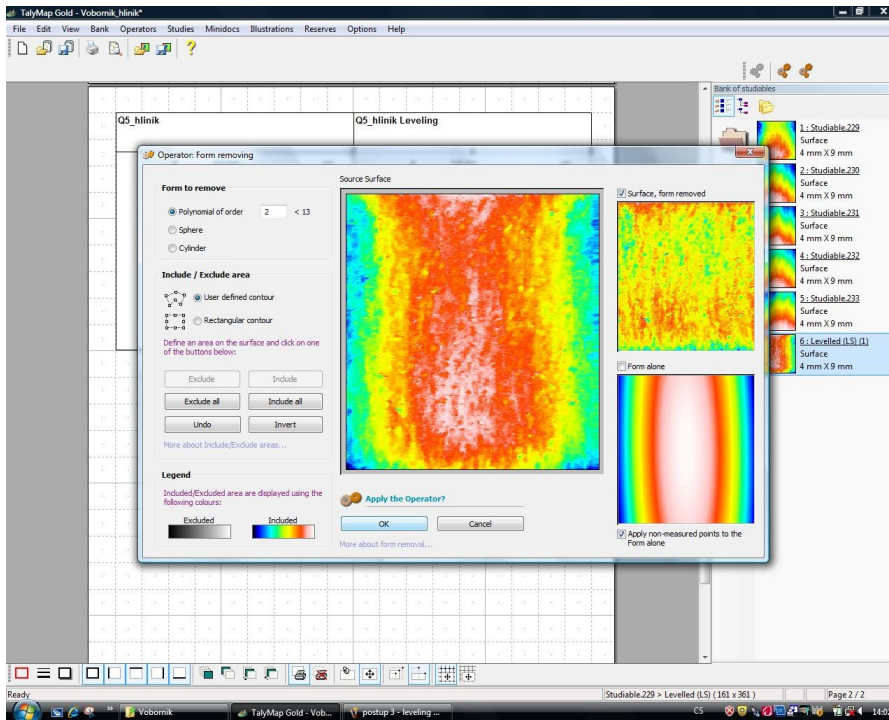 TalyMap Gold - Vobornik_hlinik*
File Edit View Bank Operators Studies Minidocs Illustrations Reserves Options Help
Bank of studiables
Q5_hlinik
Q5_hlinik Leveling
1 : Studiable.229
Surface
4 mm X 9 mm
2 : Studiable.230
Surface
4 mm X 9 mm
3 : Studiable.231
Surface
4 mm X 9 mm
4 : Studiable.232
Surface
4 mm X 9 mm
5 : Studiable.233
Surface
4 mm X 9 mm
6 : Levelled (LS) (1)
Surface
4 mm X 9 mm
Operator: Form removing
Form to remove
Polynomial of order 2 < 13
Sphere
Cylinder
Include / Exclude area
User defined contour
Rectangular contour
Define an area on the surface and click on one
of the buttons below:
Exclude Include
Exclude all Include all
Undo Invert
More about Include/Exclude areas...
Legend
Included/Excluded area are displayed using the
following colours:
Excluded Included
Source Surface
Apply the Operator?
OK Cancel
More about form removal...
Surface, form removed
Form alone
Apply non-measured points to the
Form alone
Ready
Studiable.229 > Levelled (LS) ( 161 x 361 )
Page 2 / 2
Vobornik
TalyMap Gold - Vob...
postup 3 - leveling ...
CS